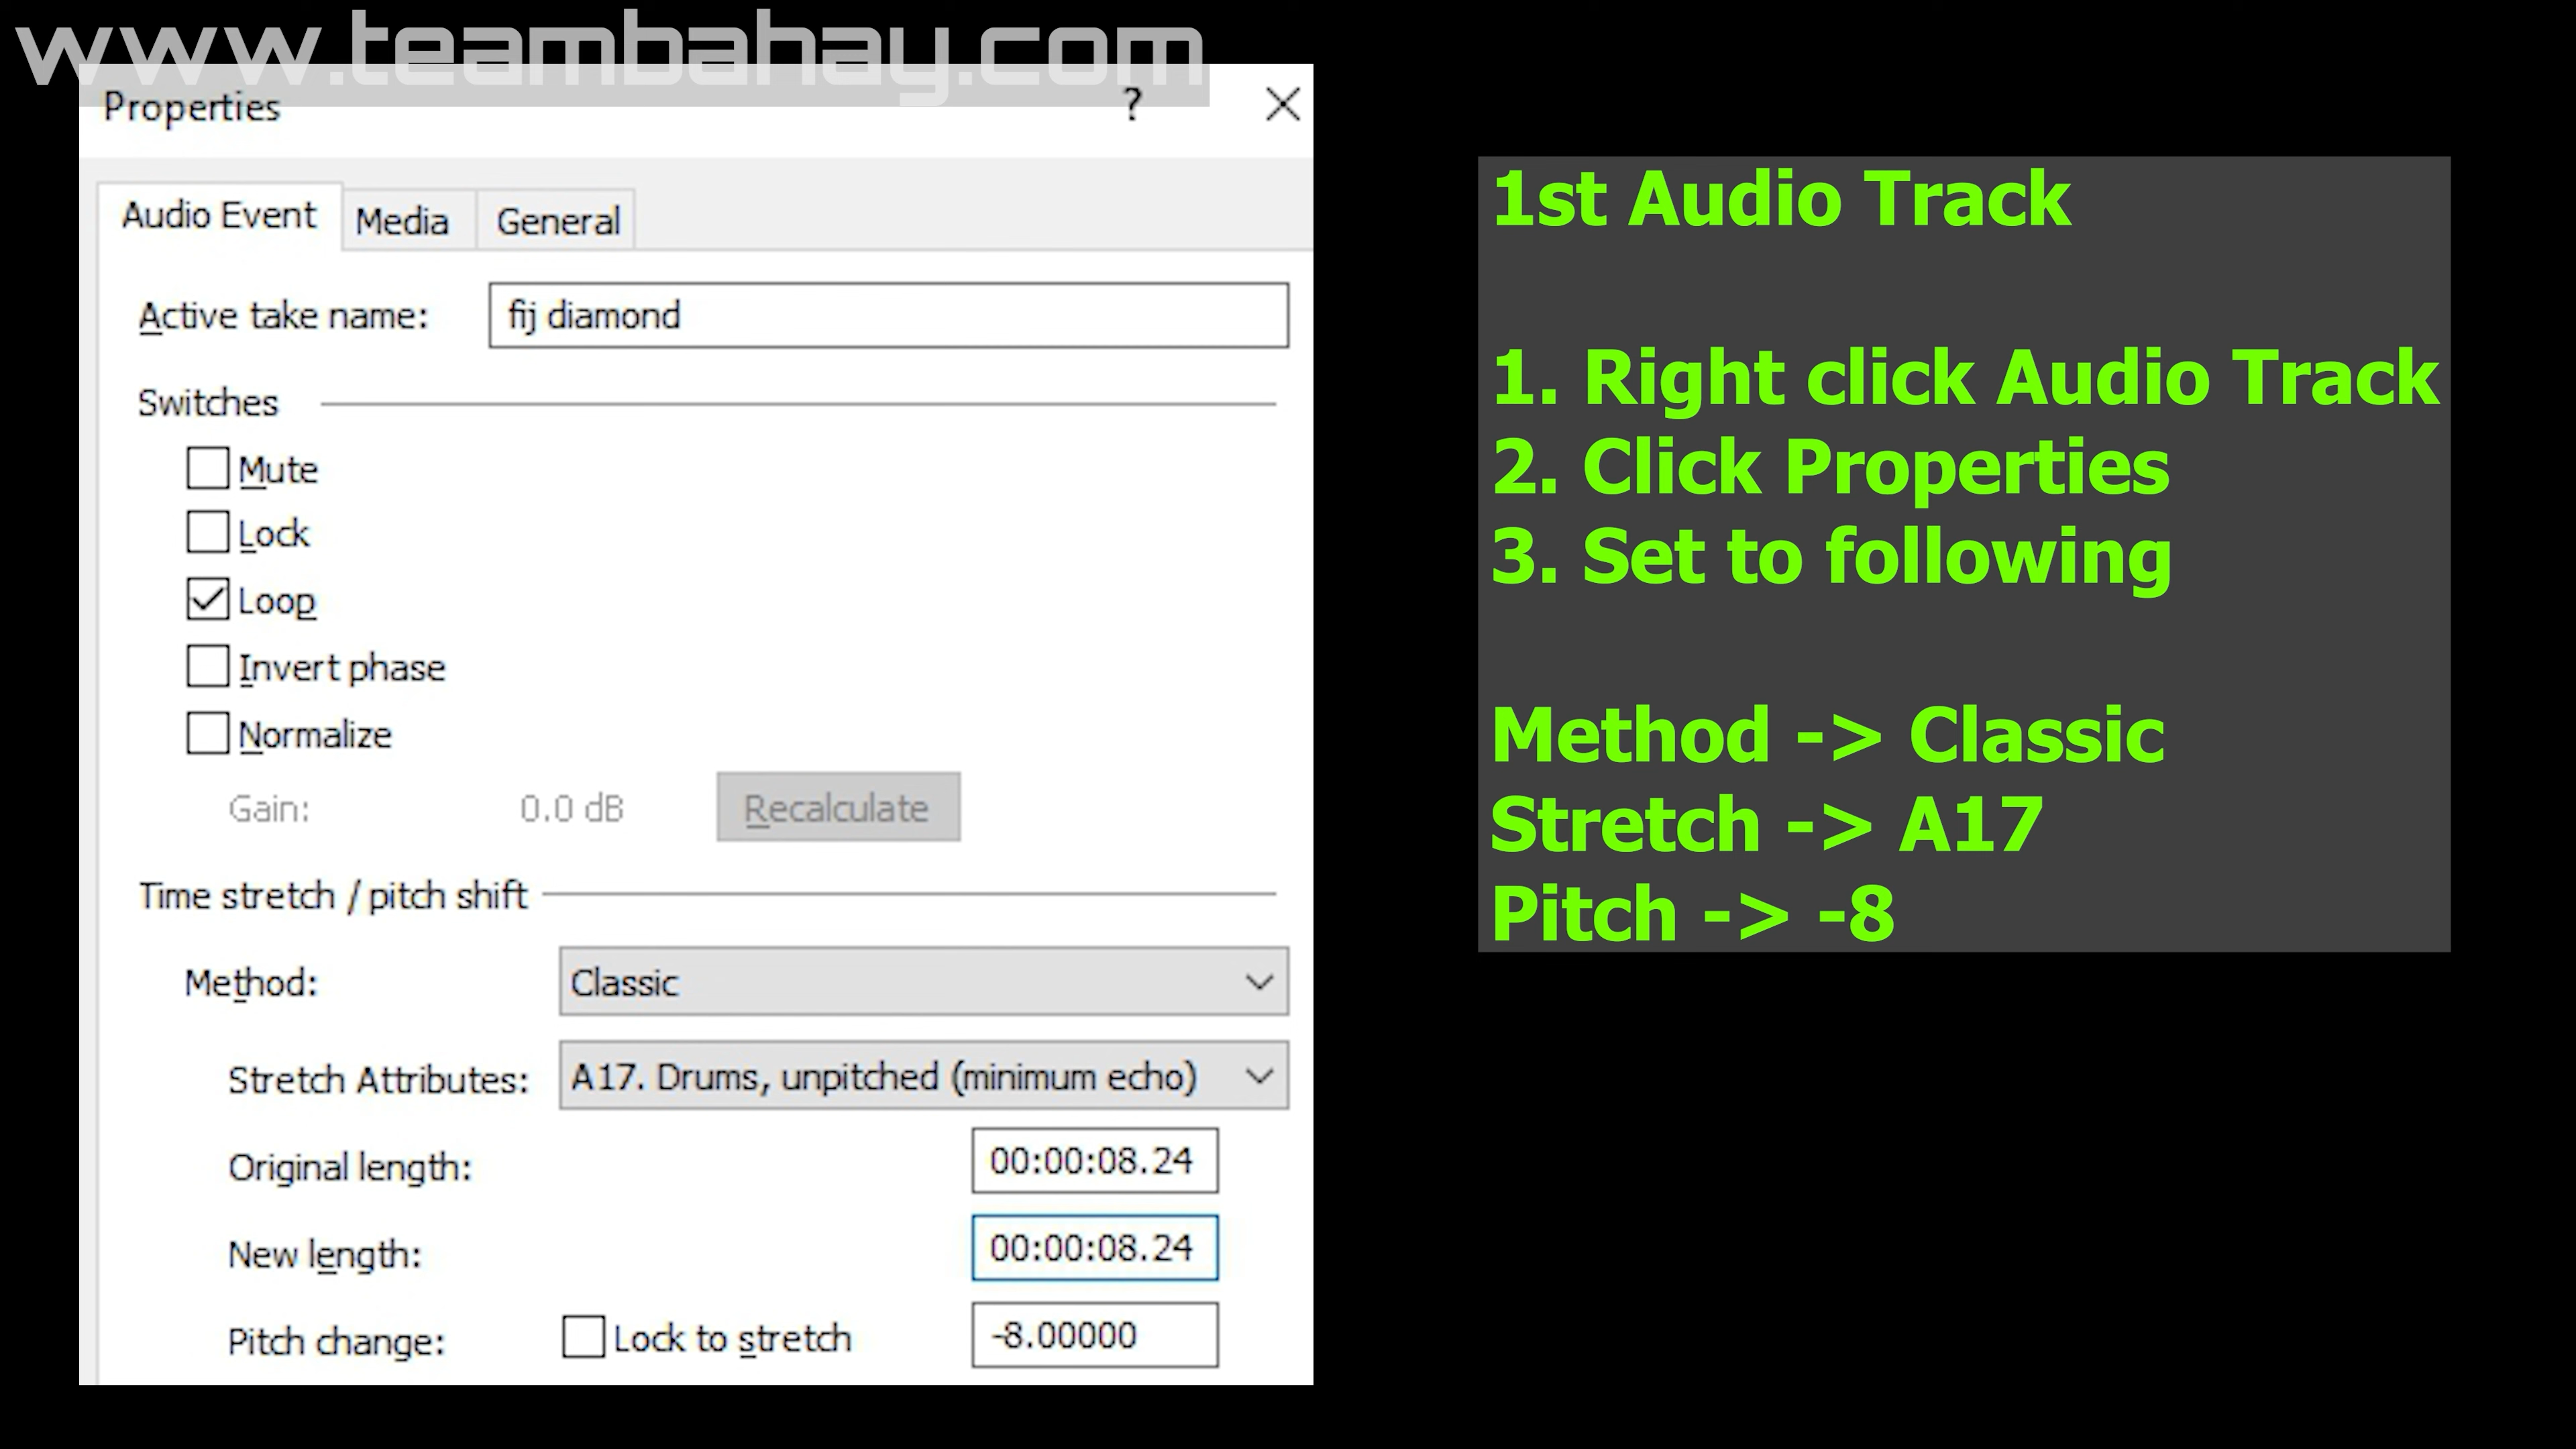 www.teambahay.com
Properties ?
Audio Event Media General
Active take name: fij diamond
Switches
Mute
Lock
Loop
Invert phase
Normalize
Gain: 0.0 dB Recalculate
Time stretch / pitch shift
Method: Classic
Stretch Attributes: A17. Drums, unpitched (minimum echo)
Original length: 00:00:08.24
New length: 00:00:08.24
Pitch change: Lock to stretch -8.00000
1st Audio Track
1. Right click Audio Track
2. Click Properties
3. Set to following
Method -> Classic
Stretch -> A17
Pitch -> -8